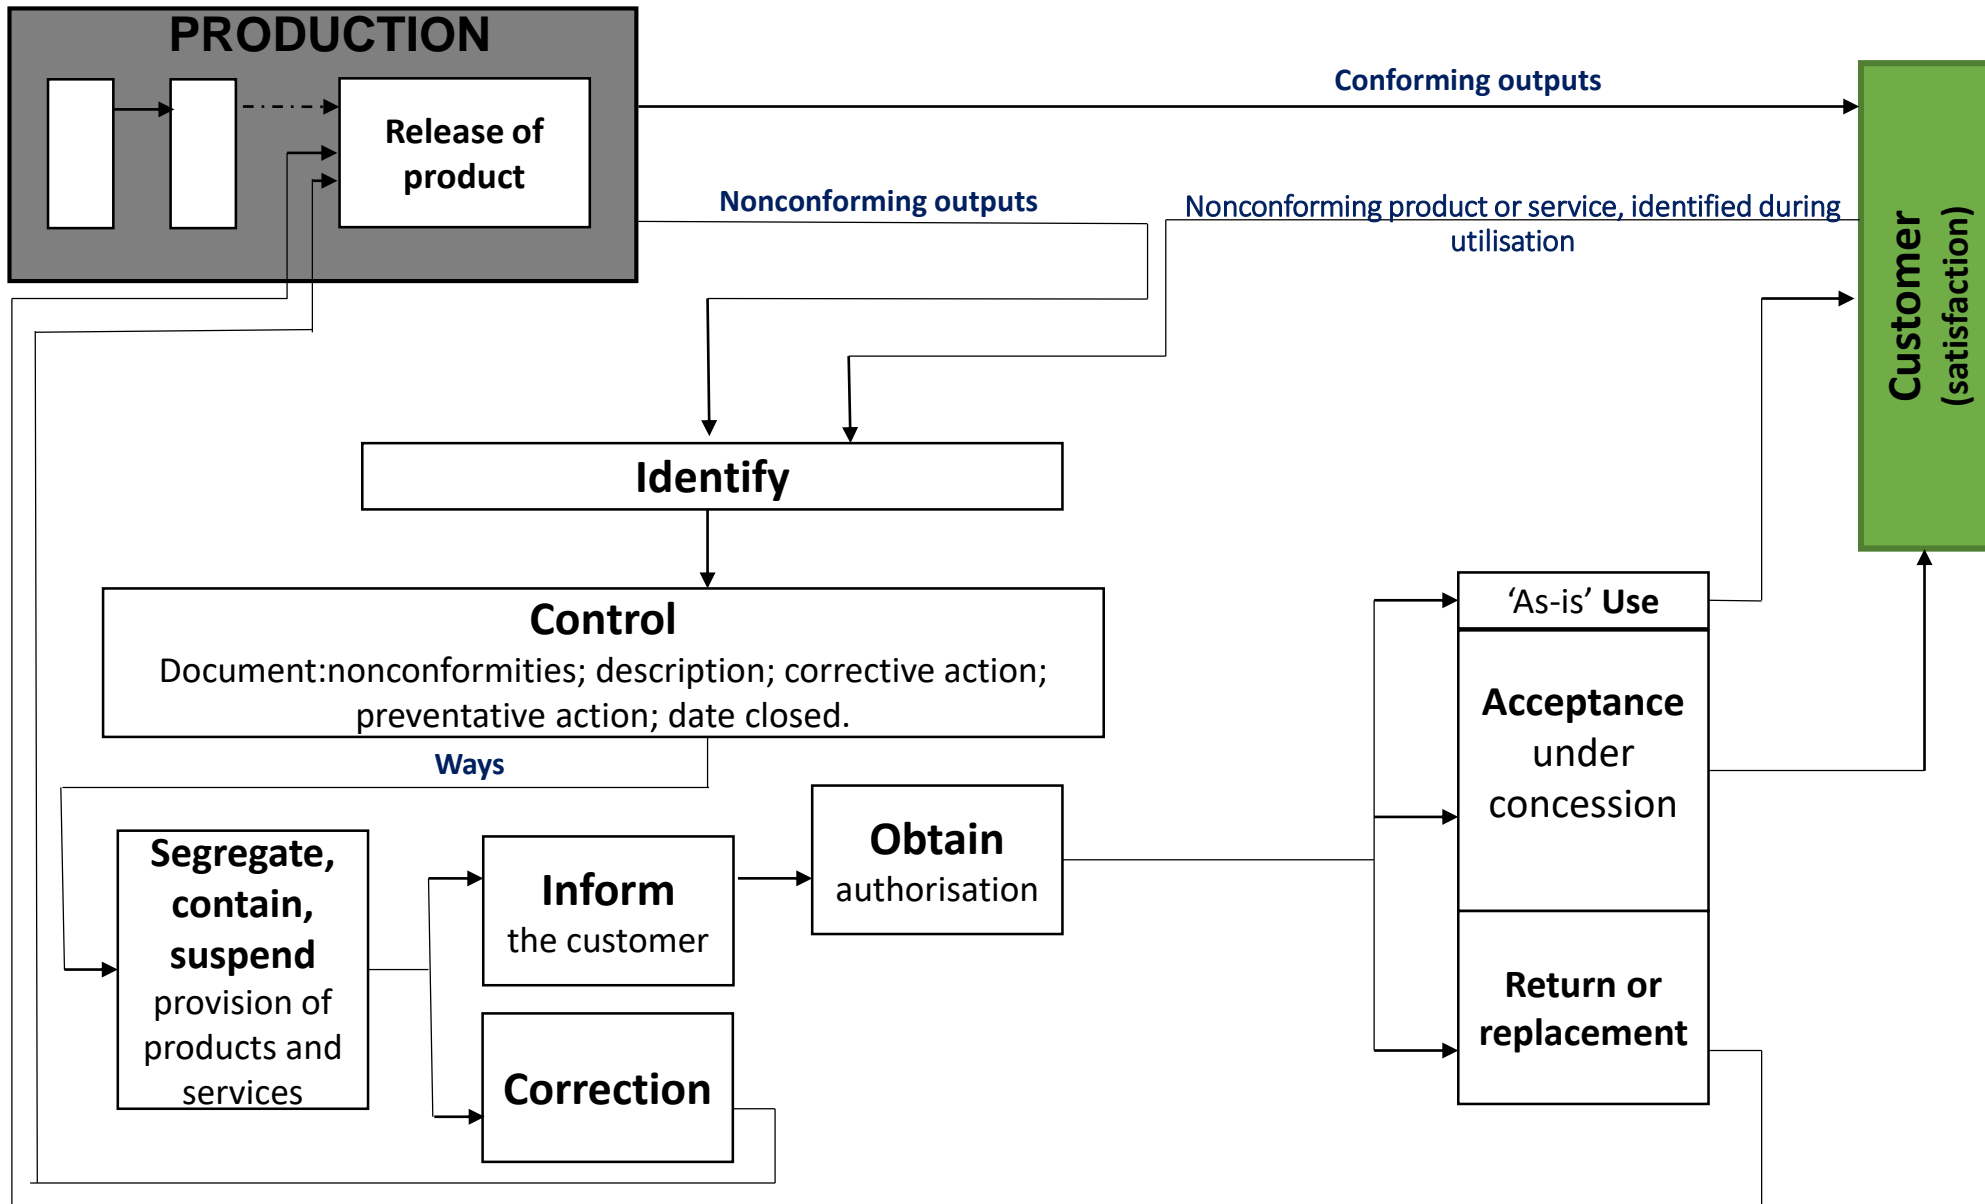 PRODUCTION
Release of
product
Conforming outputs
Nonconforming outputs
Nonconforming product or service, identified during
utilisation
Customer
(satisfaction)
Identify
Control
Document:nonconformities; description; corrective action;
preventative action; date closed.
Ways
Segregate,
contain,
suspend
provision of
products and
services
Inform
the customer
Correction
Obtain
authorisation
‘As-is’ Use
Acceptance
under
concession
Return or
replacement